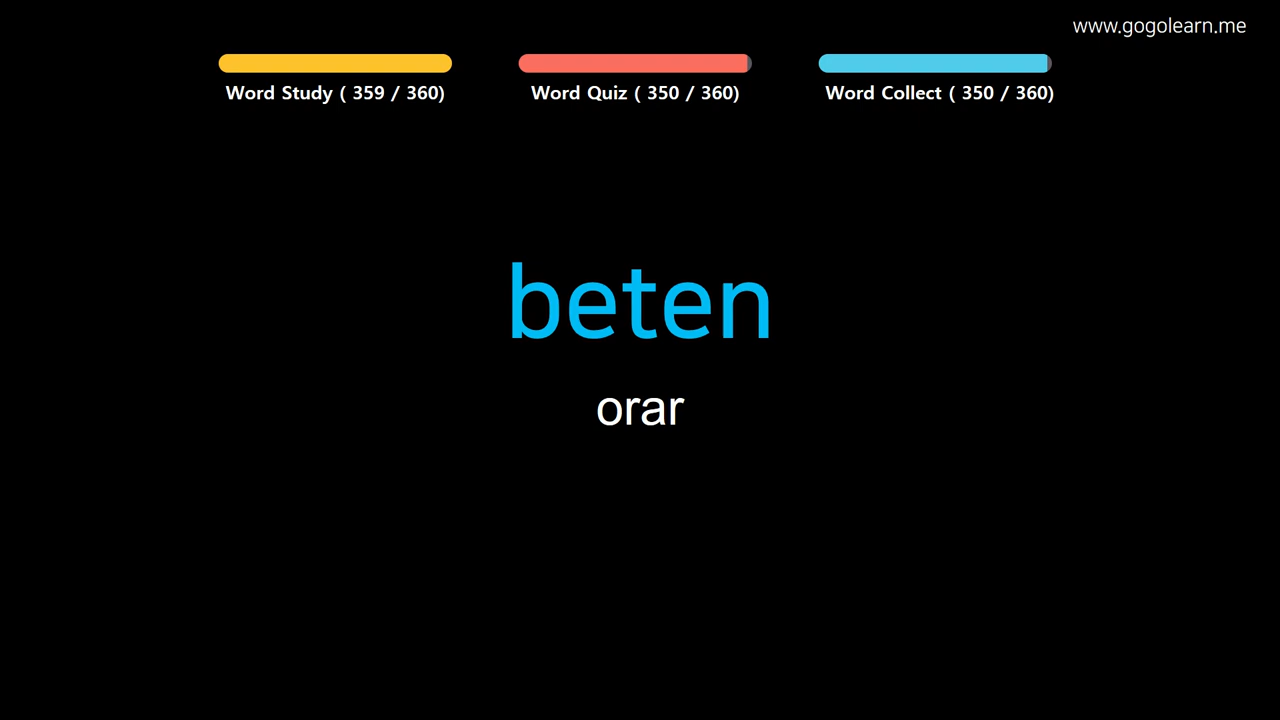 www.gogolearn.me
Word Study ( 359 / 360)
Word Quiz ( 350 / 360)
Word Collect ( 350 / 360)
beten
orar